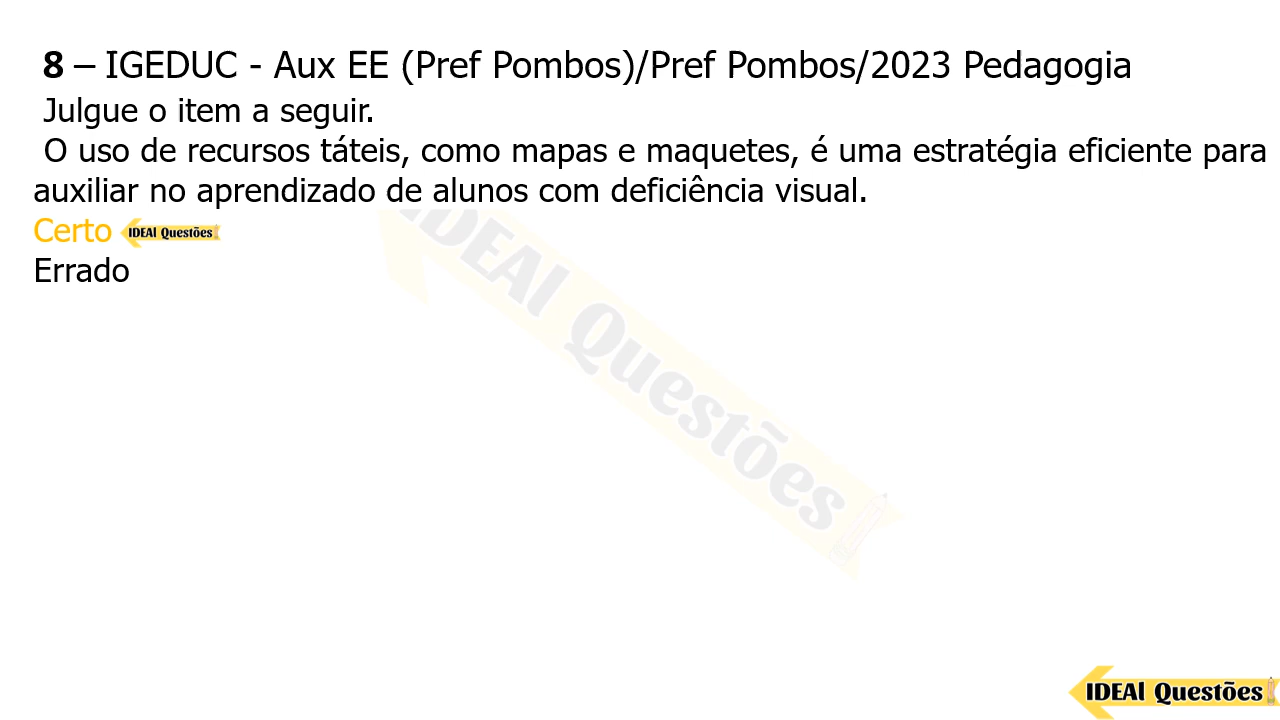 8 – IGEDUC - Aux EE (Pref Pombos)/Pref Pombos/2023 Pedagogia
Julgue o item a seguir.
O uso de recursos táteis, como mapas e maquetes, é uma estratégia eficiente para
auxiliar no aprendizado de alunos com deficiência visual.
Certo IDEAl Questões
Errado
IDEAl Questões
IDEAl Questões